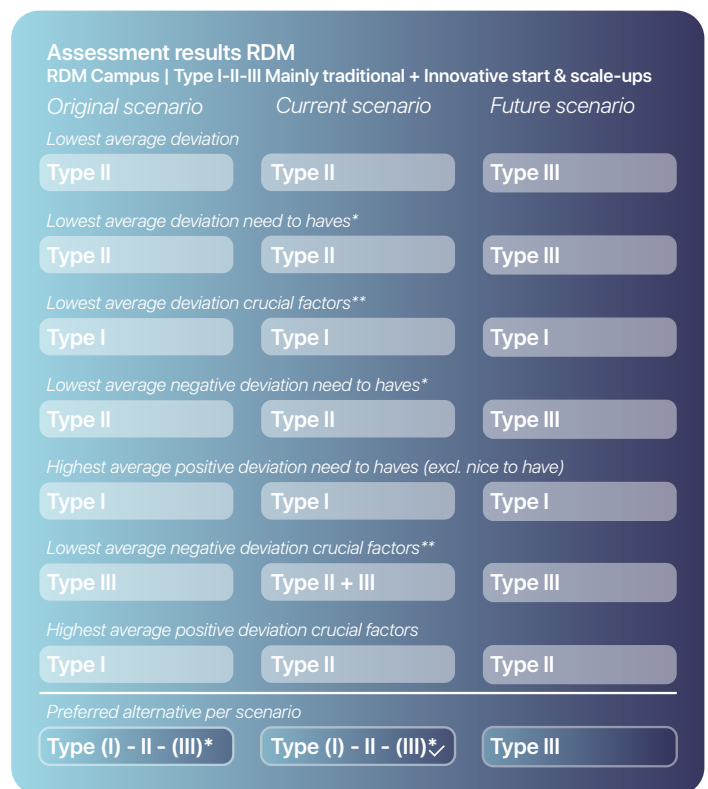 Assessment results RDM
RDM Campus | Type I-II-III Mainly traditional + Innovative start & scale-ups
Original scenario Current scenario Future scenario
Lowest average deviation
Type II Type II Type III
Lowest average deviation need to haves*
Type II Type II Type III
Lowest average deviation crucial factors**
Type I Type I Type I
Lowest average negative deviation need to haves*
Type II Type II Type III
Highest average positive deviation need to haves (excl. nice to have)
Type I Type I Type I
Lowest average negative deviation crucial factors**
Type III Type II + III Type III
Highest average positive deviation crucial factors
Type I Type II Type II
Preferred alternative per scenario
Type (I) - II - (III)* Type (I) - II - (III)* Type III